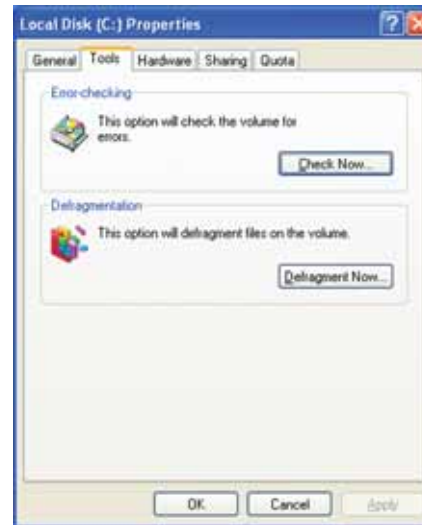 Local Disk (C:) Properties
General Tools Hardware Sharing Quota
Error-checking
This option will check the volume for
errors.
Check Now...
Defragmentation
This option will defragment files on the volume.
Defragment Now...
OK Cancel Apply